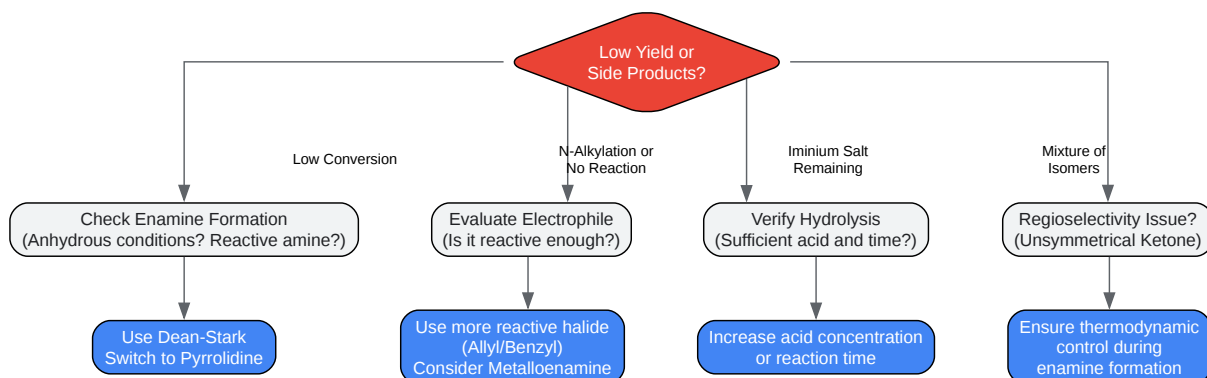 Low Yield or
Side Products?
Low Conversion
N-Alkylation or
No Reaction
Iminium Salt
Remaining
Mixture of
Isomers
Check Enamine Formation
(Anhydrous conditions? Reactive amine?)
Evaluate Electrophile
(Is it reactive enough?)
Verify Hydrolysis
(Sufficient acid and time?)
Regioselectivity Issue?
(Unsymmetrical Ketone)
Use Dean-Stark
Switch to Pyrrolidine
Use more reactive halide
(Allyl/Benzyl)
Consider Metalloenamine
Increase acid concentration
or reaction time
Ensure thermodynamic
control during
enamine formation